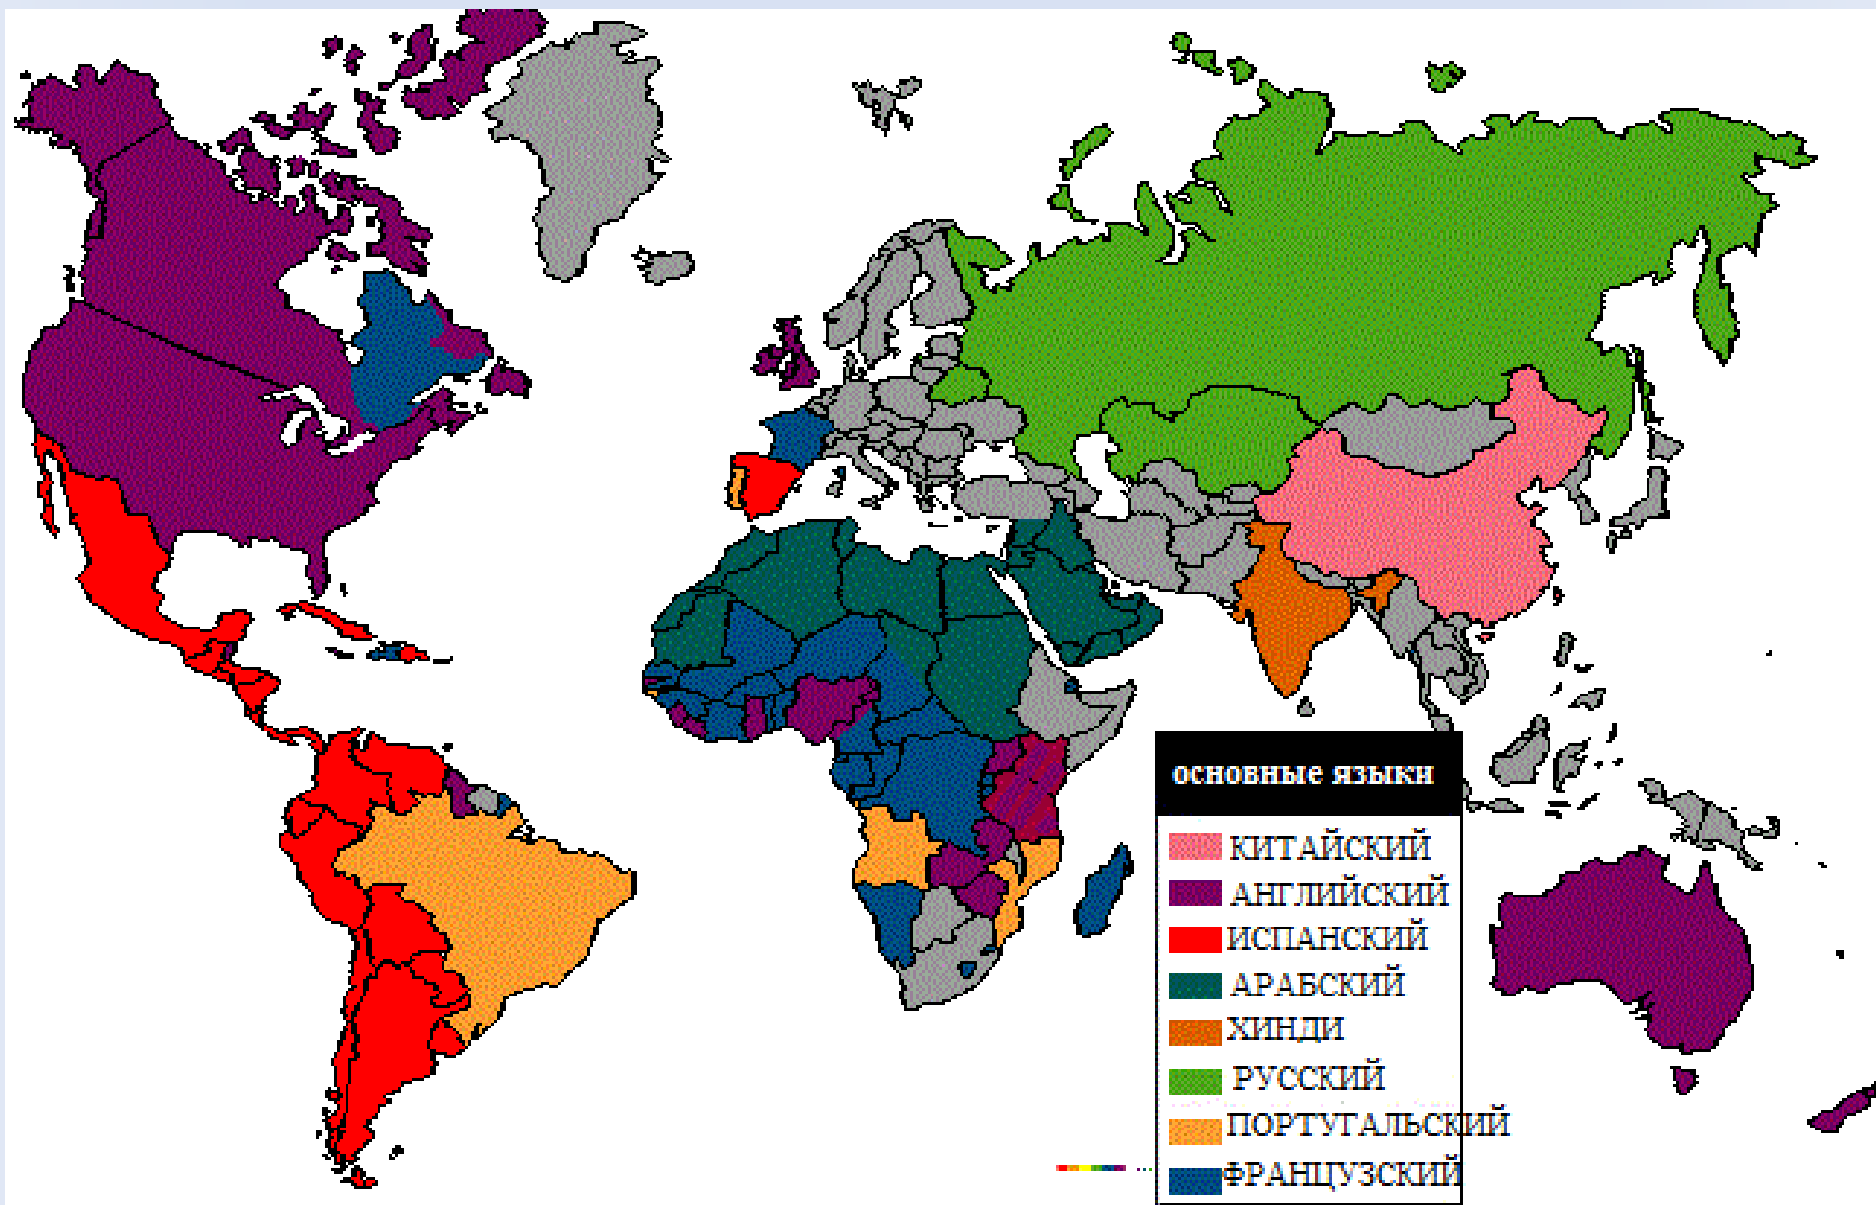 основные языки
КИТАЙСКИЙ
АНГЛИЙСКИЙ
ИСПАНСКИЙ
АРАБСКИЙ
ХИНДИ
РУССКИЙ
ПОРТУГАЛЬСКИЙ
ФРАНЦУЗСКИЙ